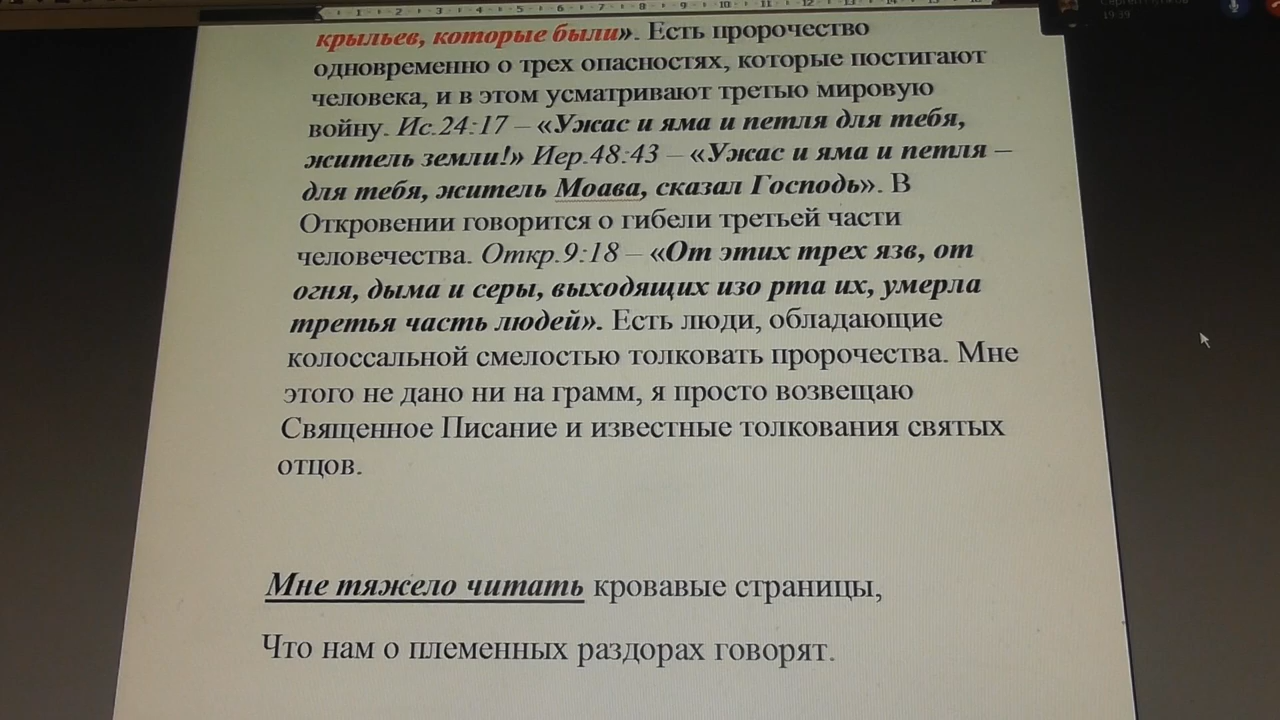 крыльев, которые были». Есть пророчество
одновременно о трех опасностях, которые постигают
человека, и в этом усматривают третью мировую
войну. Ис.24:17 – «Ужас и яма и петля для тебя,
житель земли!» Иер.48:43 – «Ужас и яма и петля –
для тебя, житель Моава, сказал Господь». В
Откровении говорится о гибели третьей части
человечества. Откр.9:18 – «От этих трех язв, от
огня, дыма и серы, выходящих изо рта их, умерла
третья часть людей». Есть люди, обладающие
колоссальной смелостью толковать пророчества. Мне
этого не дано ни на грамм, я просто возвещаю
Священное Писание и известные толкования святых
отцов.
Мне тяжело читать кровавые страницы,
Что нам о племенных раздорах говорят.
19:39